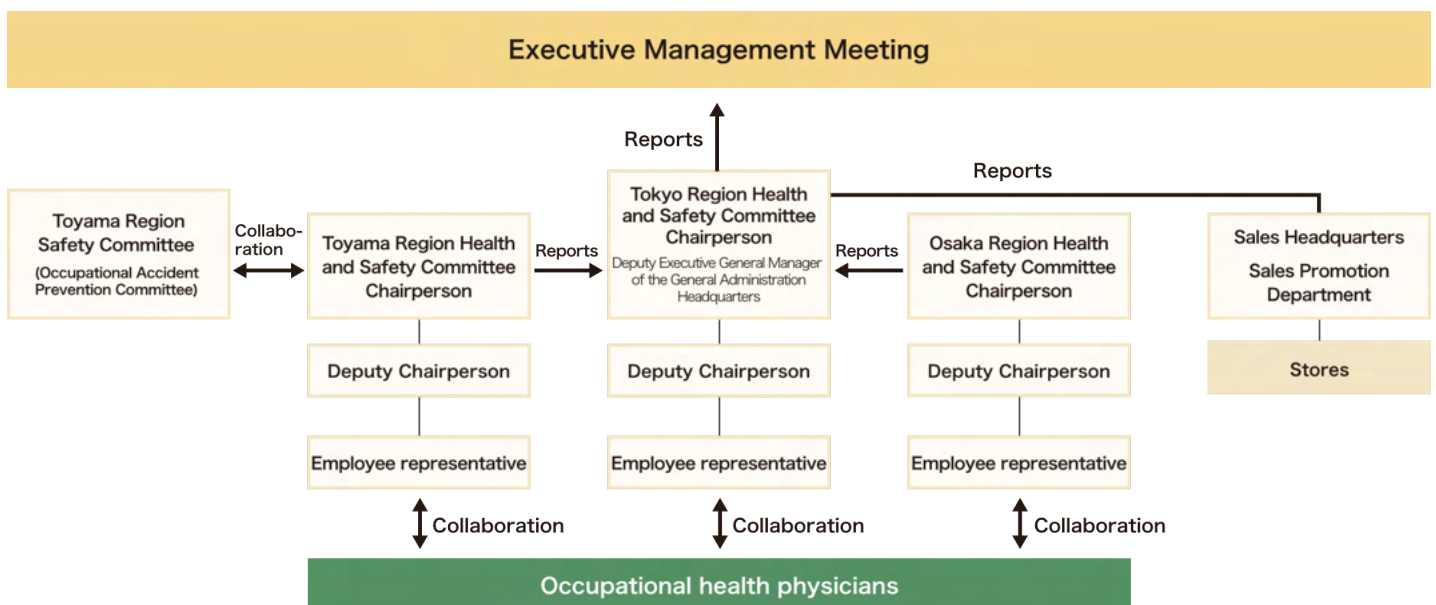 Executive Management Meeting
Reports
Reports
Toyama Region
Safety Committee
(Occupational Accident
Prevention Committee)
Collabo-
ration
Toyama Region Health
and Safety Committee
Chairperson
Reports
Tokyo Region Health
and Safety Committee
Chairperson
Deputy Executive General Manager
of the General Administration
Headquarters
Reports
Osaka Region Health
and Safety Committee
Chairperson
Sales Headquarters
Sales Promotion
Department
Deputy Chairperson
Deputy Chairperson
Deputy Chairperson
Stores
Employee representative
Employee representative
Employee representative
Collaboration
Collaboration
Collaboration
Occupational health physicians